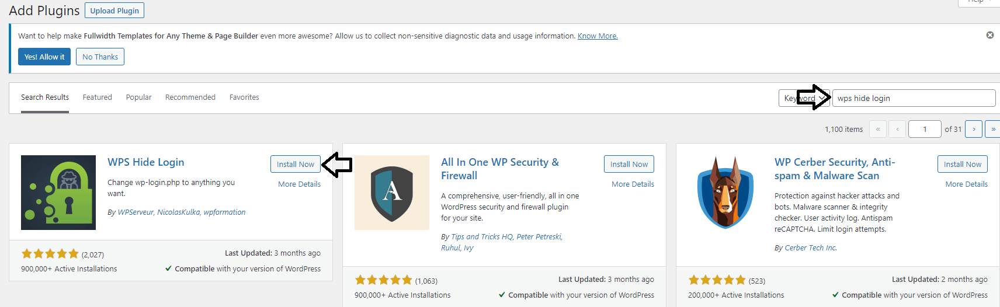 Add Plugins Upload Plugin
Help
Want to help make Fullwidth Templates for Any Theme & Page Builder even more awesome? Allow us to collect non-sensitive diagnostic data and usage information. Know More.
Yes! Allow it No Thanks
Search Results Featured Popular Recommended Favorites Keyword wps hide login
1,100 items « ‹ 1 of 31 › »
WPS Hide Login
Install Now
More Details
Change wp-login.php to anything you
want.
By WPServeur, NicolasKulka, wpformation
(2,027)
Last Updated: 3 months ago
900,000+ Active Installations
Compatible with your version of WordPress
All In One WP Security &
Firewall
Install Now
More Details
A comprehensive, user-friendly, all in one
WordPress security and firewall plugin
for your site.
By Tips and Tricks HQ, Peter Petreski,
Ruhul, Ivy
A
(1,063)
Last Updated: 3 months ago
900,000+ Active Installations
Compatible with your version of WordPress
WP Cerber Security, Anti-
spam & Malware Scan
Install Now
More Details
Protection against hacker attacks and
bots. Malware scanner & integrity
checker. User activity log. Antispam
reCAPTCHA. Limit login attempts.
By Cerber Tech Inc.
(523)
Last Updated: 2 months ago
200,000+ Active Installations
Compatible with your version of WordPress